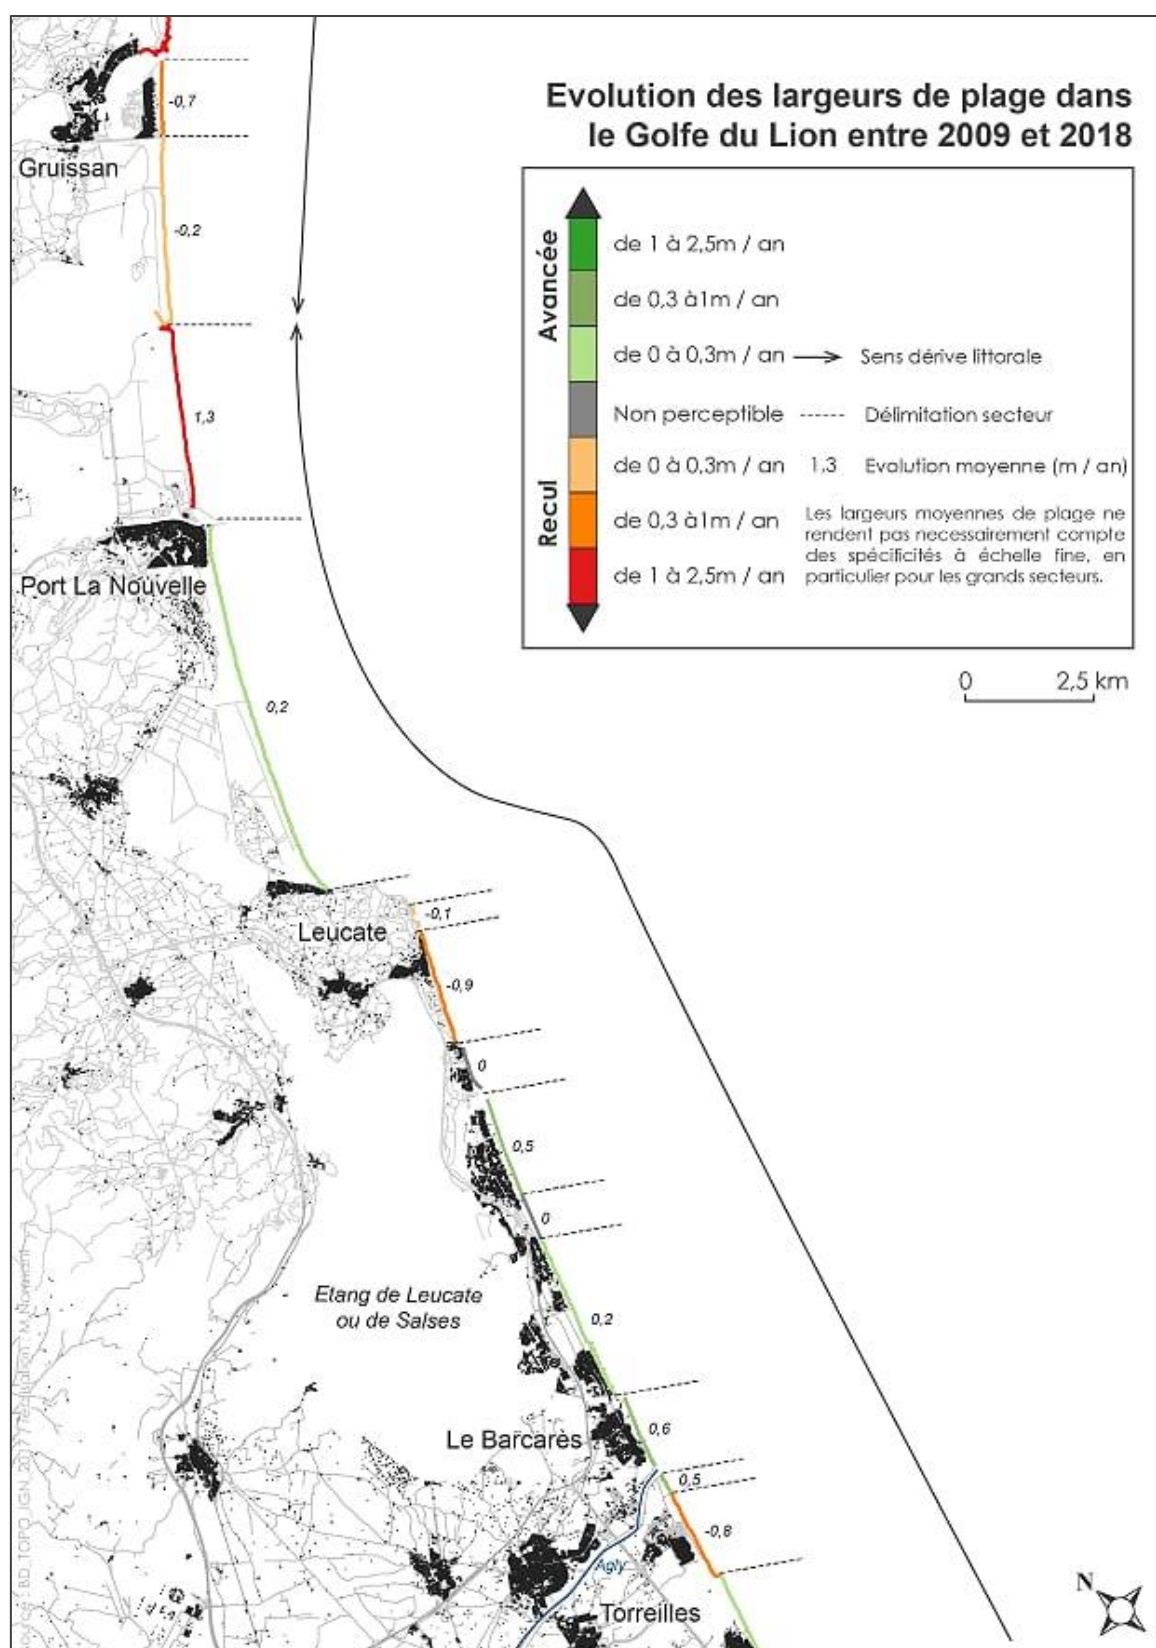 Evolution des largeurs de plage dans
le Golfe du Lion entre 2009 et 2018
Avancée
Recul
de 1 à 2,5m / an
de 0,3 à1m / an
de 0 à 0,3m / an
Non perceptible
de 0 à 0,3m / an
de 0,3 à1m / an
de 1 à 2,5m / an
Sens dérive littorale
Délimitation secteur
1,3 Evolution moyenne (m / an)
Les largeurs moyennes de plage ne
rendent pas necessairement compte
des spécificités à échelle fine, en
particulier pour les grands secteurs.
0 2,5 km
-0,7
Gruissan
-0,2
1,3
Port La Nouvelle
0,2
-0,1
Leucate
-0,9
0
0,5
0
Etang de Leucate
ou de Salses
0,2
0,6
Le Barcarès
0,5
-0,8
Agly
Torreilles
N
BD_TOPO_IGN_2017 / réalisation : M.Normant